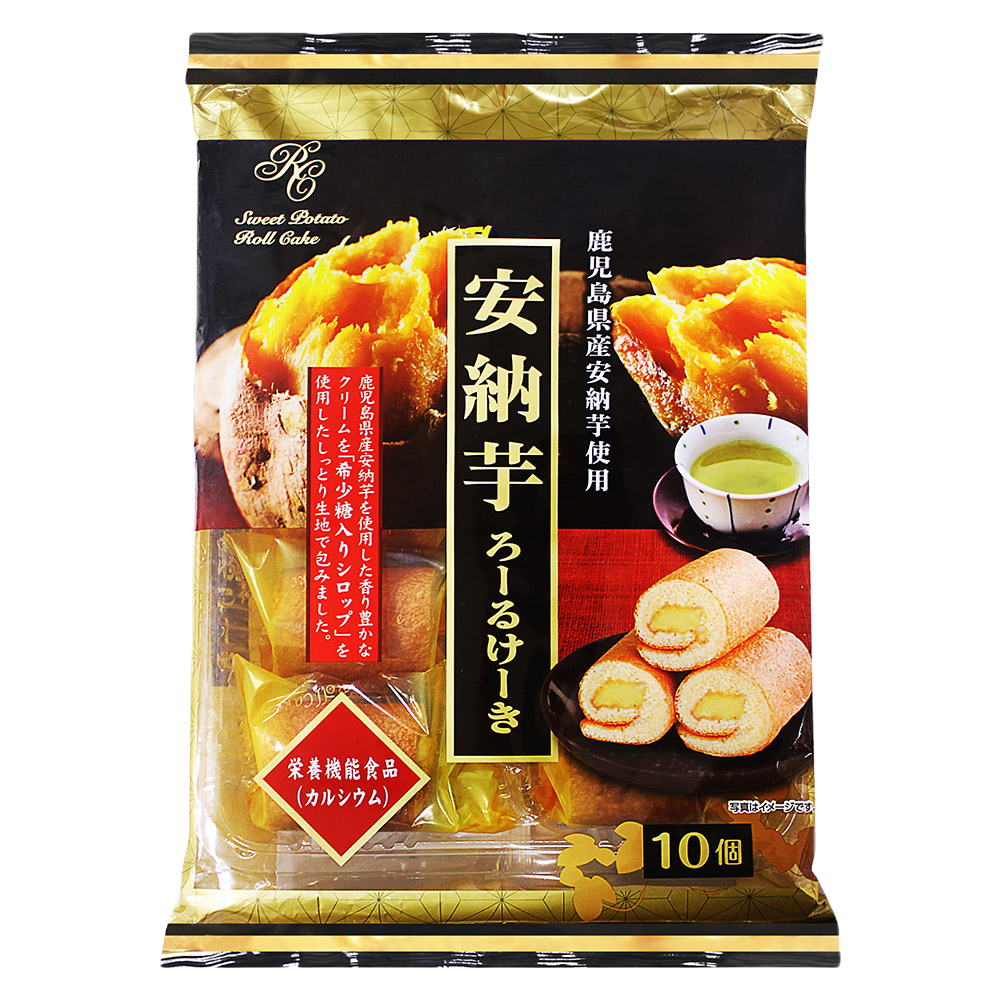 RE
Sweet Potato
Roll Cake
鹿児島県産安納芋使用
安納芋
ろーるけーき
鹿児島県産安納芋を使用した香り豊かな
クリームを「希少糖入りシロップ」を
使用したしっとり生地で包みました。
栄養機能食品
(カルシウム)
写真はイメージです。
10個